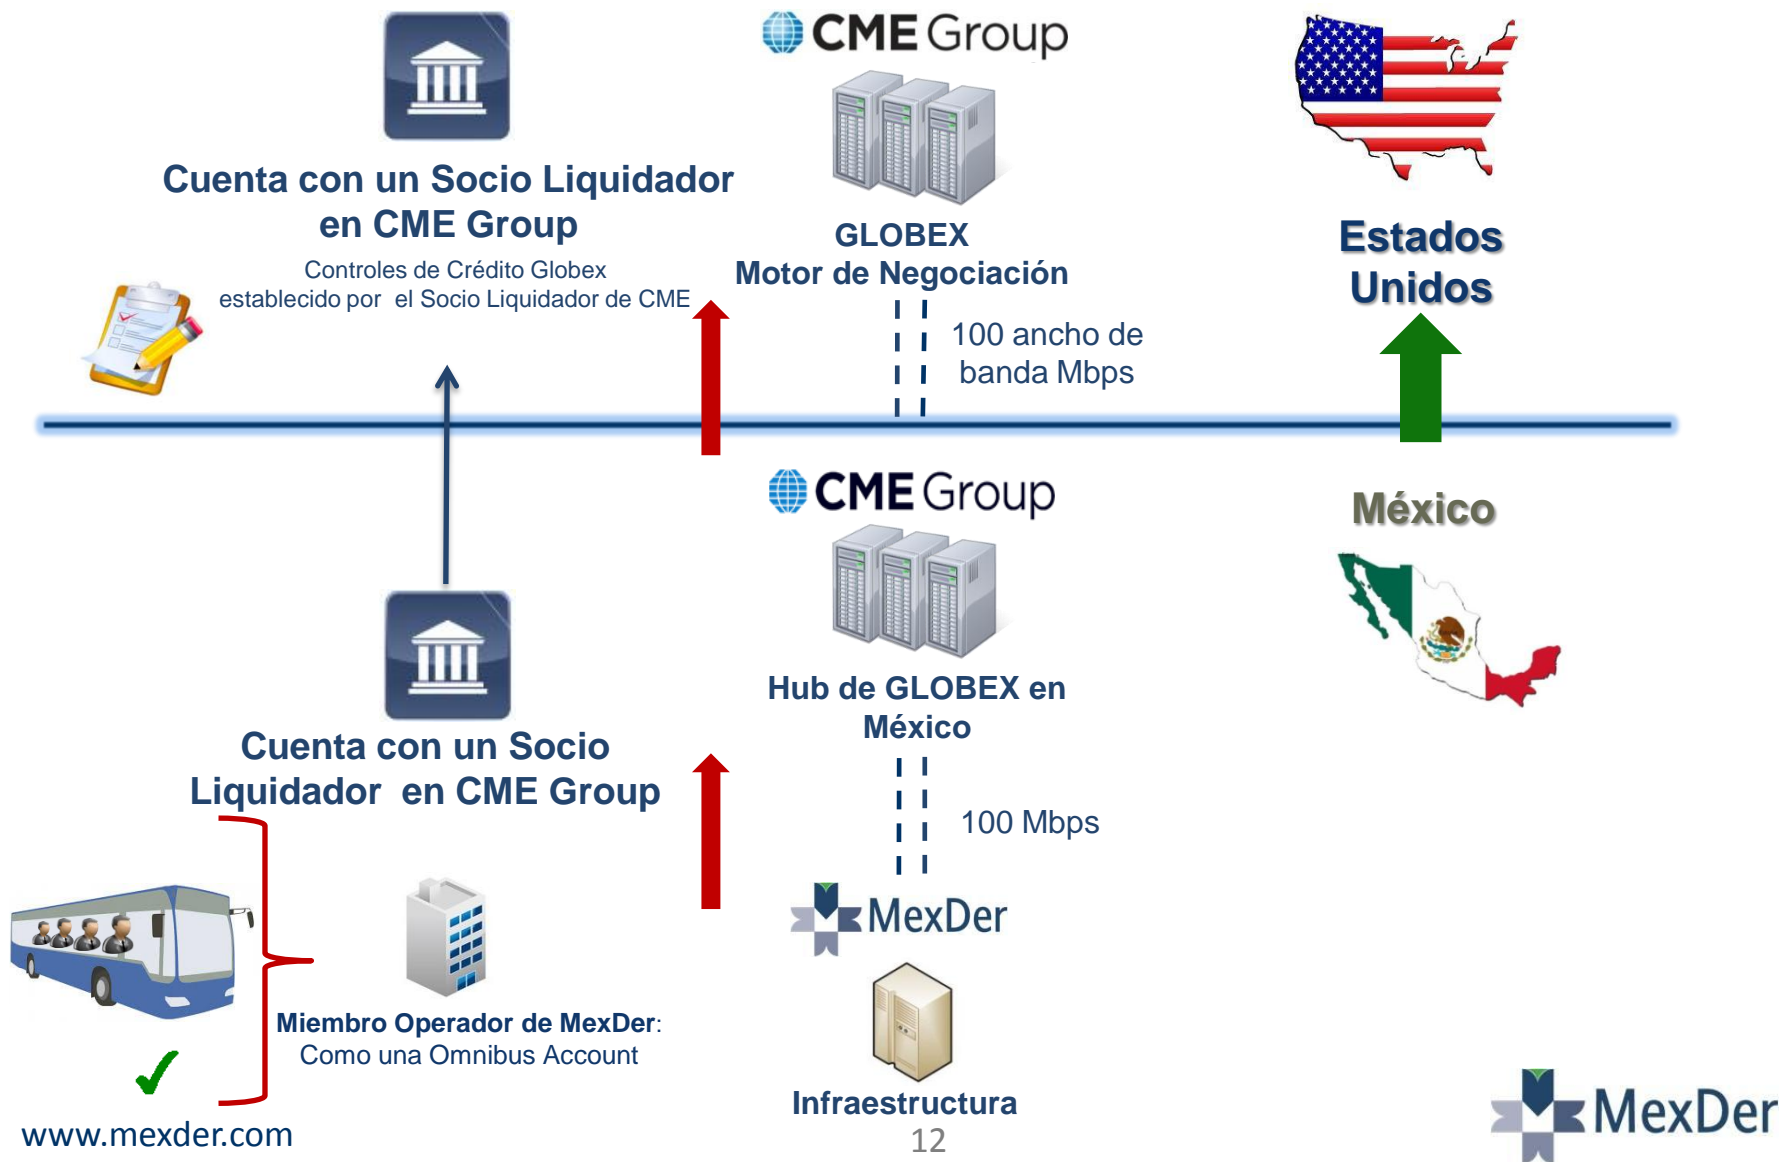 CME Group
Cuenta con un Socio Liquidador
en CME Group
Controles de Crédito Globex
establecido por el Socio Liquidador de CME
GLOBEX
Motor de Negociación
100 ancho de
banda Mbps
Estados
Unidos
CME Group
México
Hub de GLOBEX en
México
Cuenta con un Socio
Liquidador en CME Group
100 Mbps
MexDer
Miembro Operador de MexDer:
Como una Omnibus Account
Infraestructura
www.mexder.com
12
MexDer